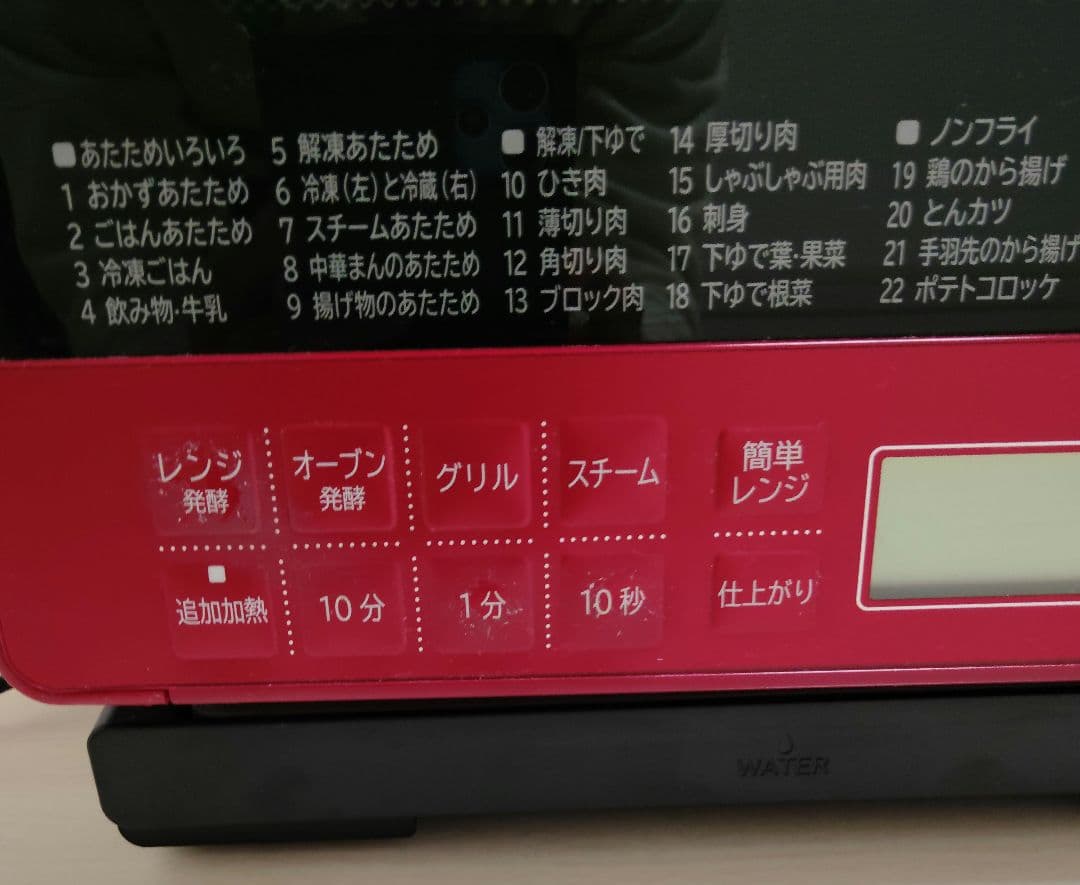 ■あたためいろいろ
1 おかずあたため
2 ごはんあたため
3 冷凍ごはん
4 飲み物·牛乳
5 解凍あたため
6 冷凍(左)と冷蔵(右)
7 スチームあたため
8 中華まんのあたため
9 揚げ物のあたため
■ 解凍/下ゆで
10 ひき肉
11 薄切り肉
12 角切り肉
13 ブロック肉
14 厚切り肉
15 しゃぶしゃぶ用肉
16 刺身
17 下ゆで葉·果菜
18 下ゆで根菜
■ ノンフライ
19 鶏のから揚げ
20 とんカツ
21 手羽先のから揚げ
22 ポテトコロッケ
レンジ
発酵
オーブン
発酵
グリル
スチーム
簡単
レンジ
追加加熱
10分
1分
10秒
仕上がり
WATER